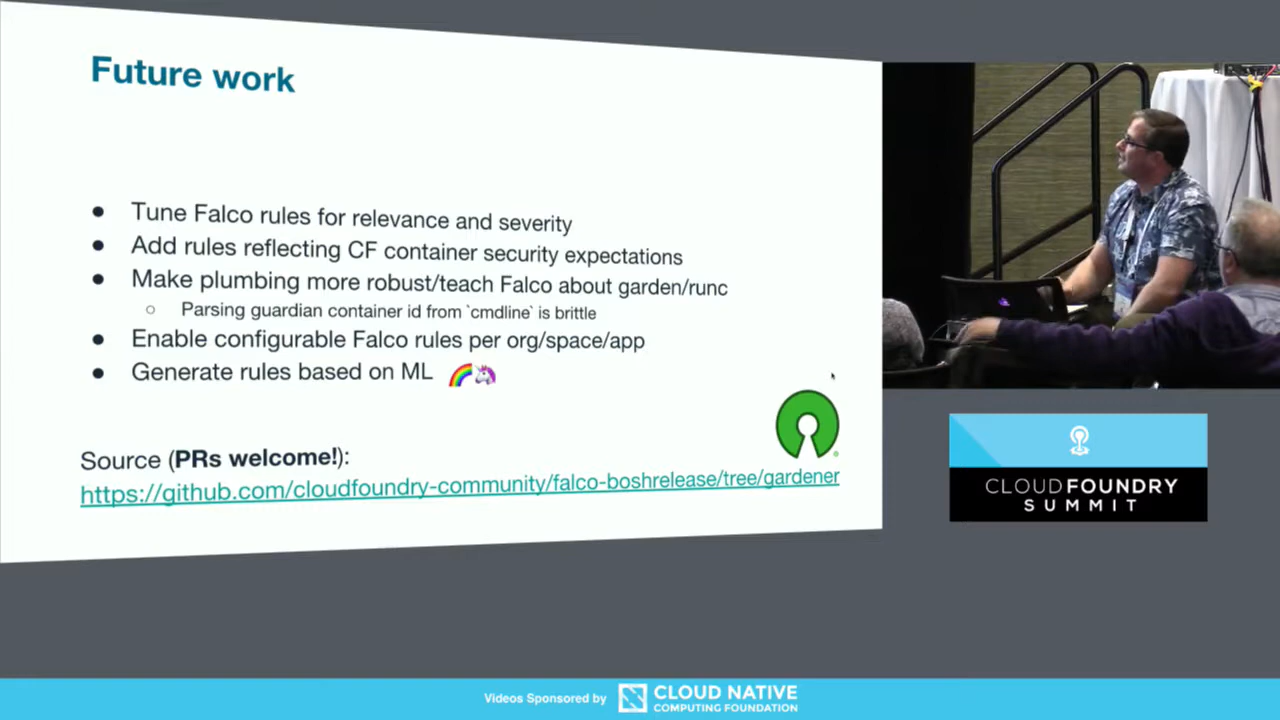 Future work
● Tune Falco rules for relevance and severity
● Add rules reflecting CF container security expectations
● Make plumbing more robust/teach Falco about garden/runc
○ Parsing guardian container id from `cmdline` is brittle
● Enable configurable Falco rules per org/space/app
● Generate rules based on ML 🌈🦄
Source (PRs welcome!):
https://github.com/cloudfoundry-community/falco-boshrelease/tree/gardener
CLOUD FOUNDRY
SUMMIT
Videos Sponsored by
CLOUD NATIVE
COMPUTING FOUNDATION